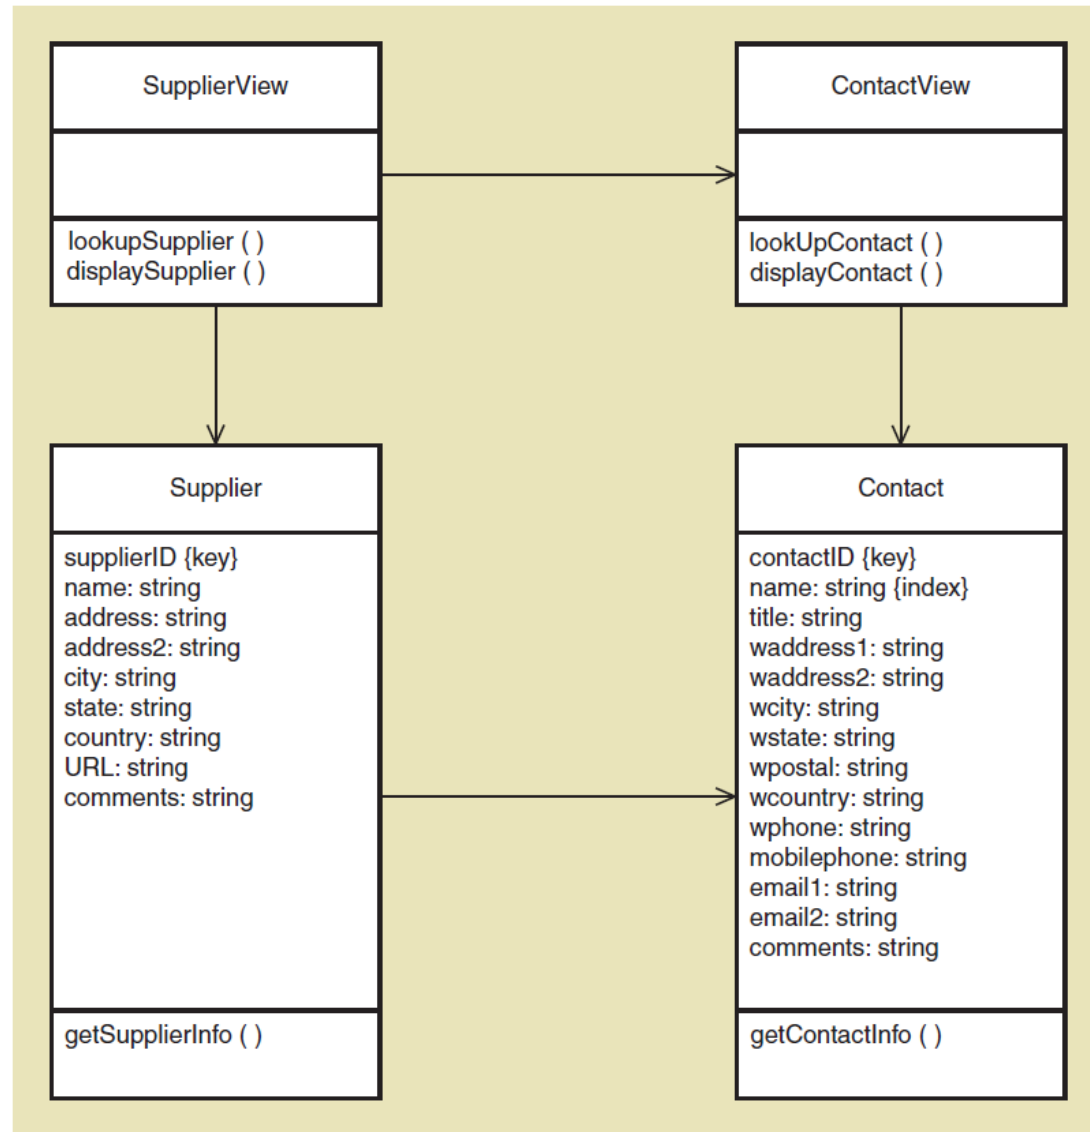 SupplierView
lookupSupplier ( )
displaySupplier ( )
ContactView
lookUpContact ( )
displayContact ( )
Supplier
supplierID {key}
name: string
address: string
address2: string
city: string
state: string
country: string
URL: string
comments: string
getSupplierInfo ( )
Contact
contactID {key}
name: string {index}
title: string
waddress1: string
waddress2: string
wcity: string
wstate: string
wpostal: string
wcountry: string
wphone: string
mobilephone: string
email1: string
email2: string
comments: string
getContactInfo ( )